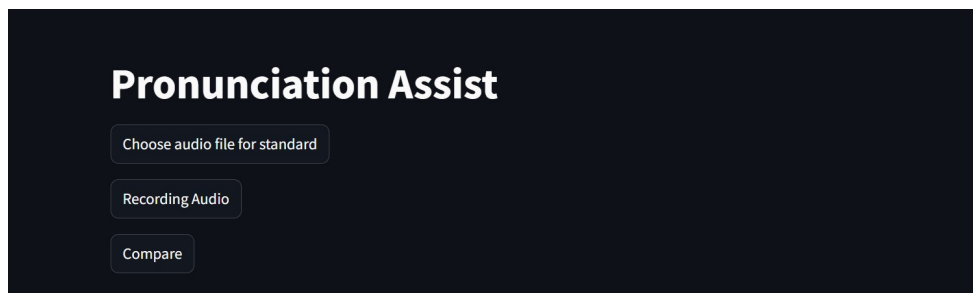 Pronunciation Assist
Choose audio file for standard
Recording Audio
Compare